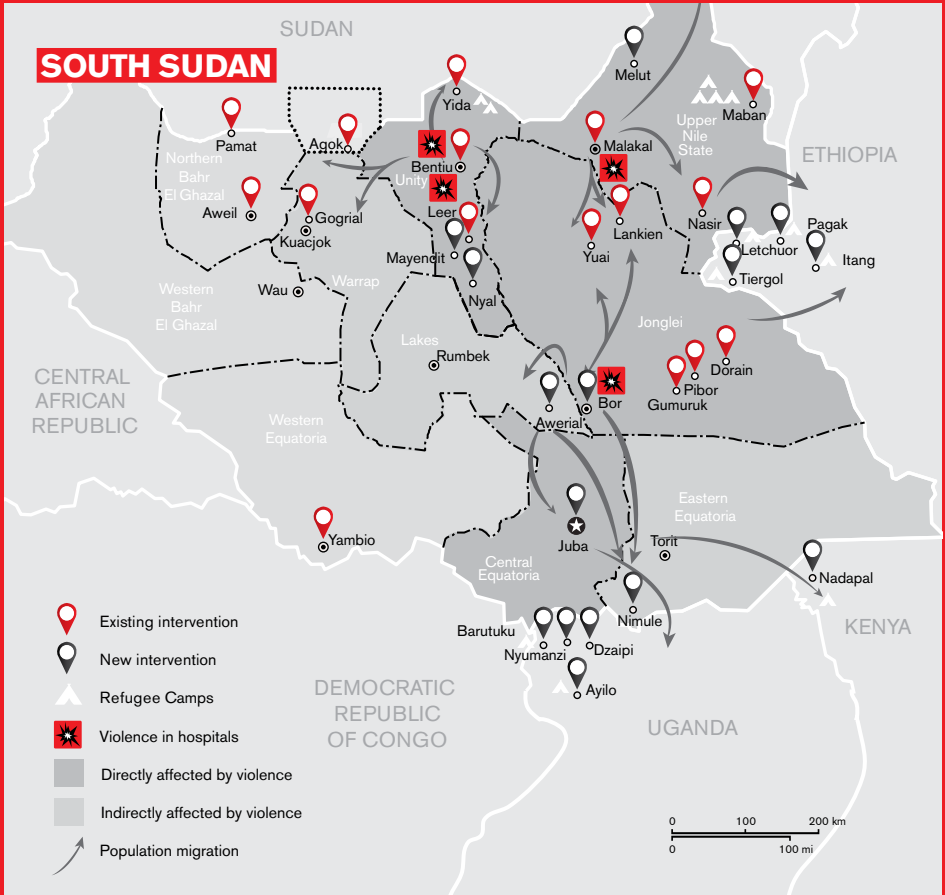 SUDAN
SOUTH SUDAN
Melut
Yida
Maban
Upper
Nile
State
Pamat
Agok
Malakal
ETHIOPIA
Northern
Bahr
El Ghazal
Bentiu
Unity
Aweil
Gogrial
Leer
Lankien
Nasir
Pagak
Kuacjok
Yuai
Letchuor
Itang
Mayendit
Tiergol
Wau
Warrap
Nyal
Western
Bahr
El Ghazal
Jonglei
Lakes
Rumbek
Dorain
CENTRAL
AFRICAN
REPUBLIC
Pibor
Gumuruk
Bor
Awerial
Western
Equatoria
Eastern
Equatoria
Yambio
Juba
Torit
Central
Equatoria
Nadapal
Nimule
KENYA
Barutuku
Nyumanzi
Dzaipi
Ayilo
DEMOCRATIC
REPUBLIC
OF CONGO
UGANDA
Existing intervention
New intervention
Refugee Camps
Violence in hospitals
Directly affected by violence
Indirectly affected by violence
Population migration
0 100 200 km
0 100 mi